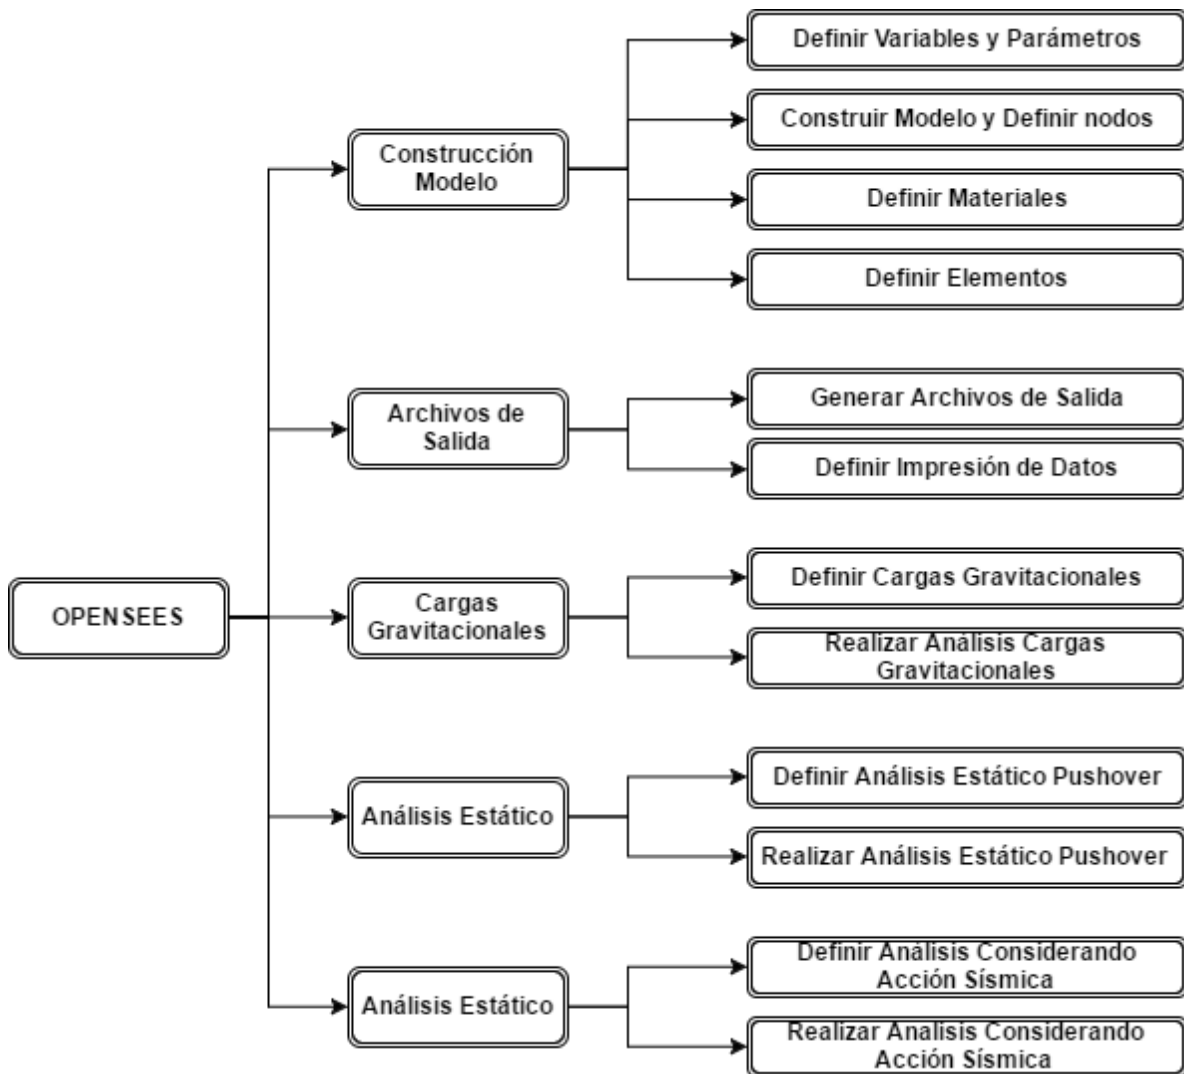 OPENSEES
Construcción
Modelo
Definir Variables y Parámetros
Construir Modelo y Definir nodos
Definir Materiales
Definir Elementos
Archivos de
Salida
Generar Archivos de Salida
Definir Impresión de Datos
Cargas
Gravitacionales
Definir Cargas Gravitacionales
Realizar Análisis Cargas
Gravitacionales
Análisis Estático
Definir Análisis Estático Pushover
Realizar Análisis Estático Pushover
Análisis Estático
Definir Análisis Considerando
Acción Sísmica
Realizar Analisis Considerando
Acción Sísmica